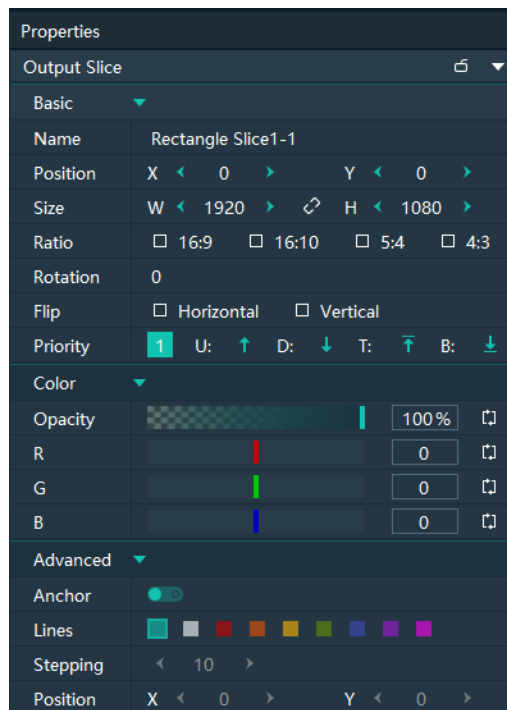 Properties
Output Slice
Basic
Name Rectangle Slice1-1
Position X 0 Y 0
Size W 1920 H 1080
Ratio 16:9 16:10 5:4 4:3
Rotation 0
Flip Horizontal Vertical
Priority 1 U: D: T: B:
Color
Opacity 100%
R 0
G 0
B 0
Advanced
Anchor
Lines
Stepping 10
Position X 0 Y 0